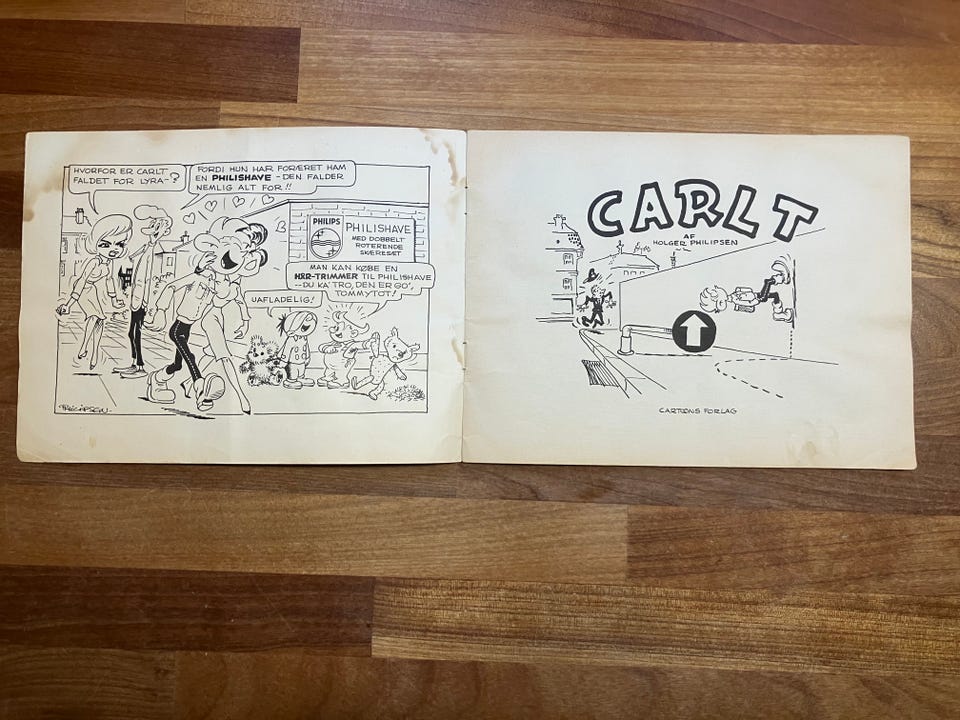 HVORFOR ER CARLT
FALDET FOR LYRA-?
FORDI HUN HAR FORÆRET HAM
EN PHILISHAVE - DEN FALDER
NEMLIG ALT FOR!!
PHILIPS
PHILISHAVE
MED DOBBELT
ROTERENDE
SKÆRESÆT
MAN KAN KØBE EN
HÅR-TRIMMER TIL PHILISHAVE
--DU KA' TRO, DEN ER GO',
TOMMYTOT!
UAFLADELIG!
PHILIPSEN-
CARLT
AF
HOLGER PHILIPSEN
CARTOONS FORLAG